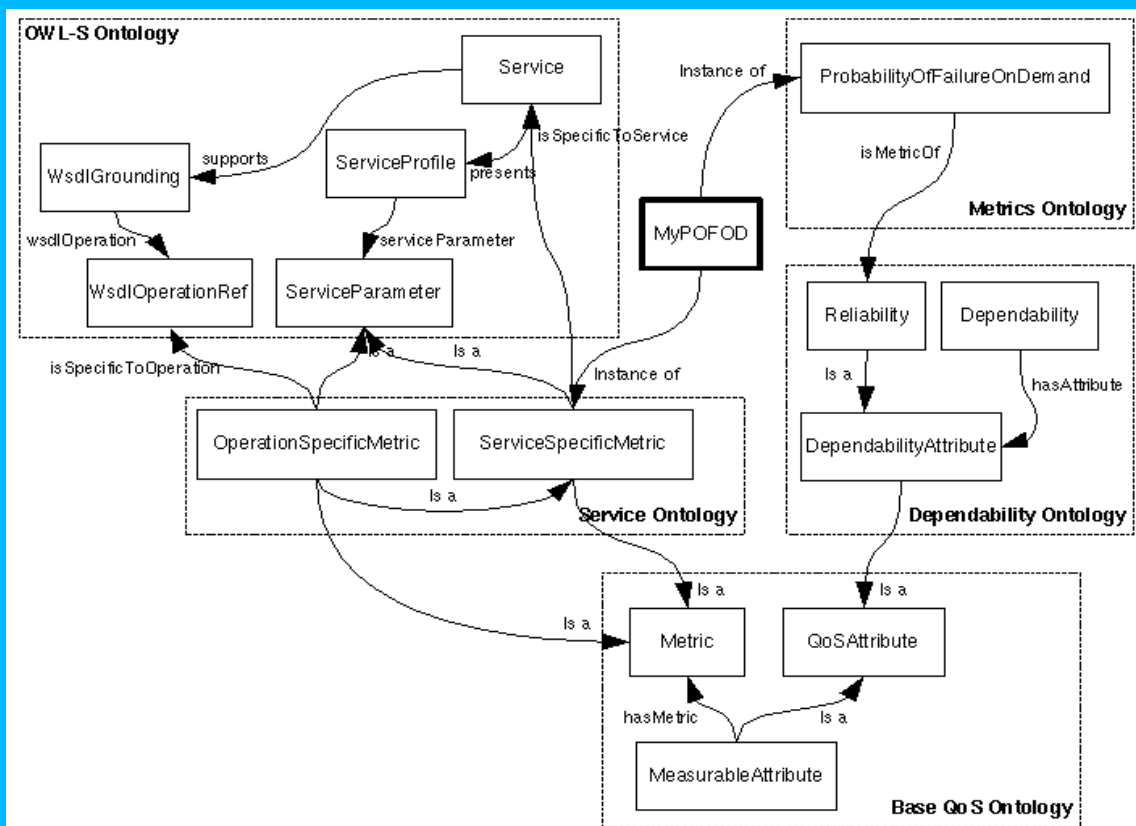 OWL-S Ontology
Service
Instance of
ProbabilityOfFailureOnDemand
isSpecificToService
supports
ServiceProfile
presents
WsdlGrounding
isMetricOf
Metrics Ontology
MyPOFOD
wsdlOperation
serviceParameter
WsdlOperationRef
ServiceParameter
Reliability
Dependability
Is a
Is a
isSpecificToOperation
Instance of
Is a
hasAttribute
OperationSpecificMetric
ServiceSpecificMetric
DependabilityAttribute
Is a
Service Ontology
Dependability Ontology
Is a
Is a
Is a
Metric
QoSAttribute
hasMetric
Is a
MeasurableAttribute
Base QoS Ontology